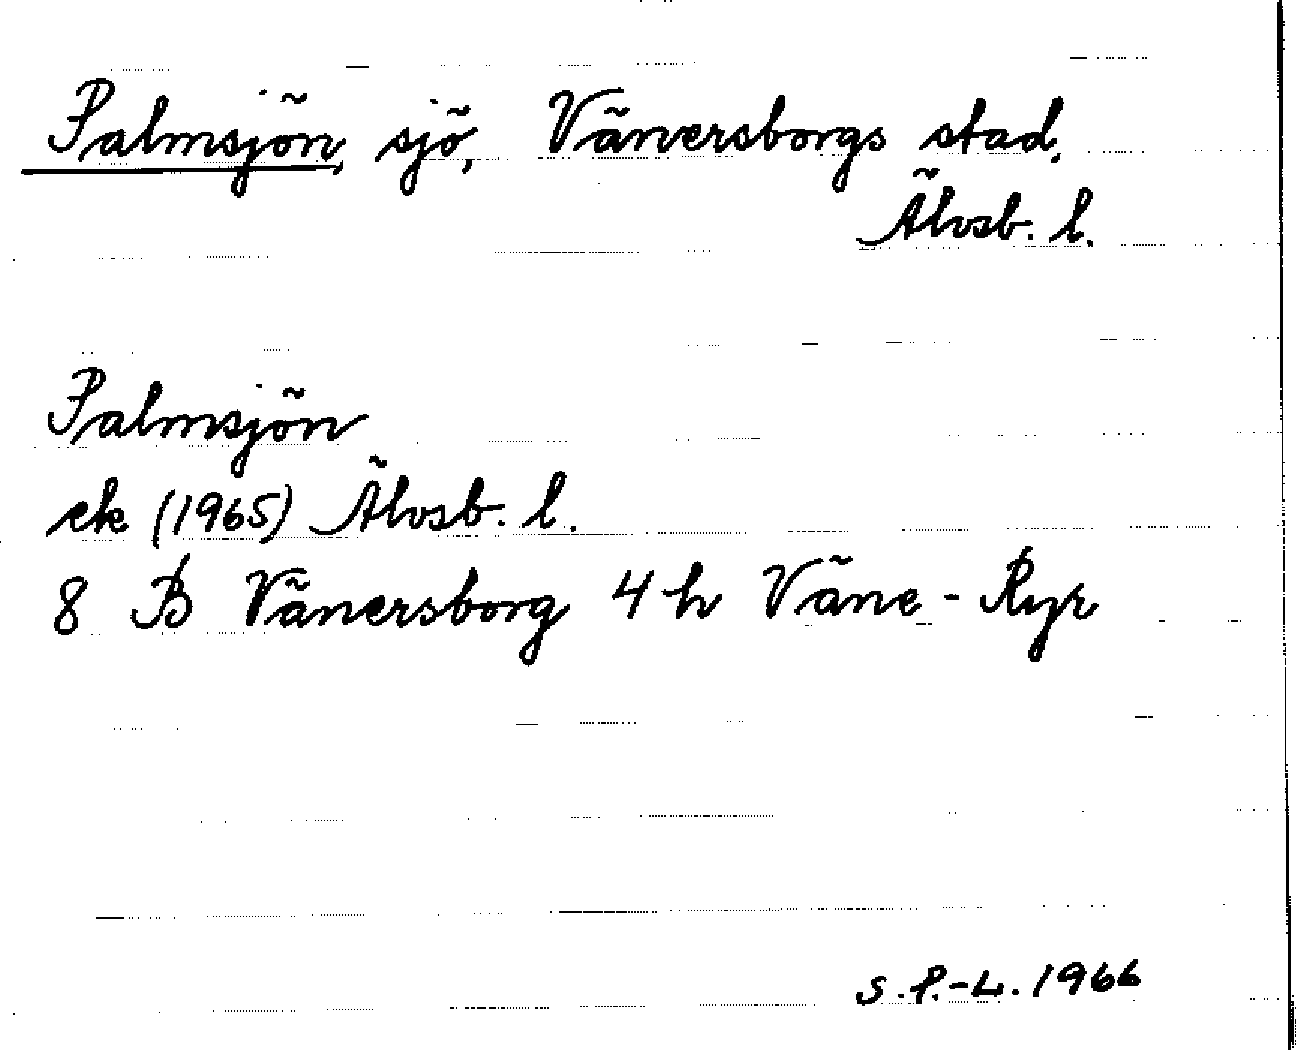 Palmsjön, sjö, Vänersborgs stad,
Älvsb. l.
Palmsjön
ek (1965) Älvsb. l.
8 B Vänersborg 4 h Väne-Ryr
S.P.-L. 1966